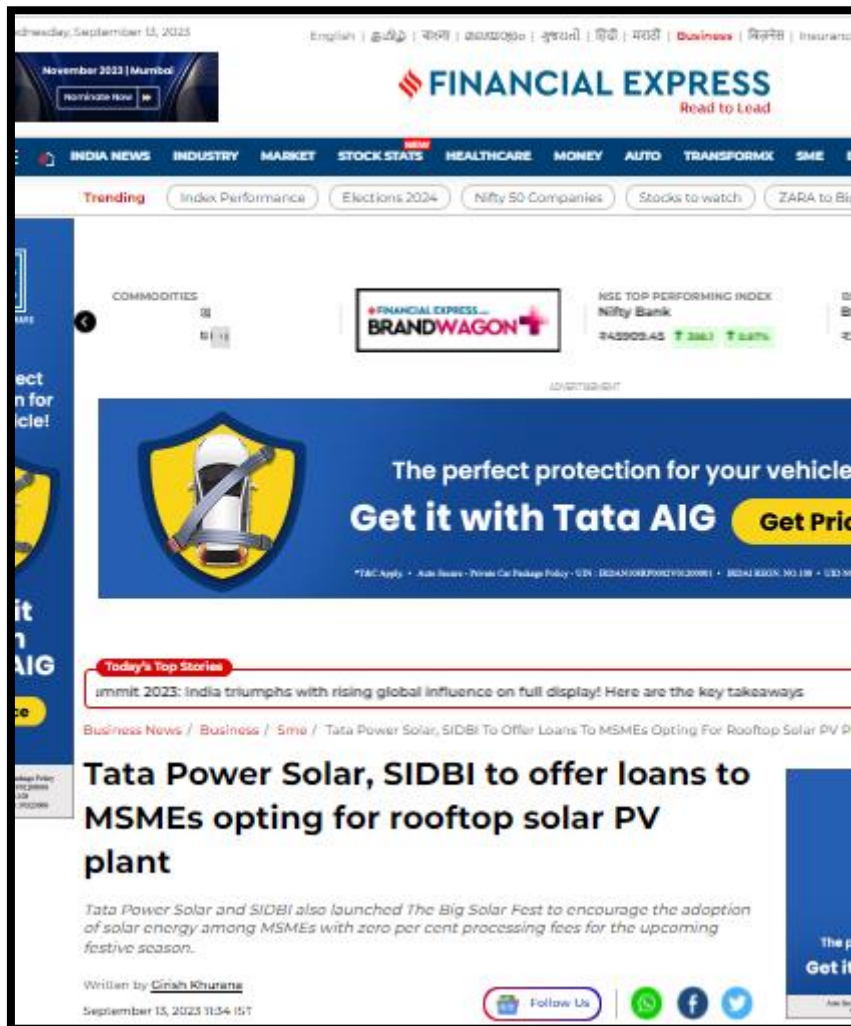 September 13, 2023
English | தமிழ் | বাংলা | മലയാളം | ગુજરાતી | हिंदी | मराठी | Business | बिज़नेस | Insurance
November 2023 | Mumbai
Nominate Now
FINANCIAL EXPRESS
Read to Lead
NEW
INDIA NEWS INDUSTRY MARKET STOCK STATS HEALTHCARE MONEY AUTO TRANSFORMX SME
Trending Index Performance Elections 2024 Nifty 50 Companies Stocks to watch ZARA to
COMMODITIES
FINANCIAL EXPRESS
BRANDWAGON
NSE TOP PERFORMING INDEX
Nifty Bank
₹45909.45
ADVERTISEMENT
ect
n for
icle!
The perfect protection for your vehicle
Get it with Tata AIG
Get Pric
it
n
AIG
ce
Today's Top Stories
ummit 2023: India triumphs with rising global influence on full display! Here are the key takeaways
Business News / Business / Sme / Tata Power Solar, SIDBI To Offer Loans To MSMEs Opting For Rooftop Solar PV P
Tata Power Solar, SIDBI to offer loans to
MSMEs opting for rooftop solar PV
plant
Tata Power Solar and SIDBI also launched The Big Solar Fest to encourage the adoption
of solar energy among MSMEs with zero per cent processing fees for the upcoming
festive season.
Written by Girish Khurana
September 13, 2023 11:34 IST
Follow Us
The p
Get it